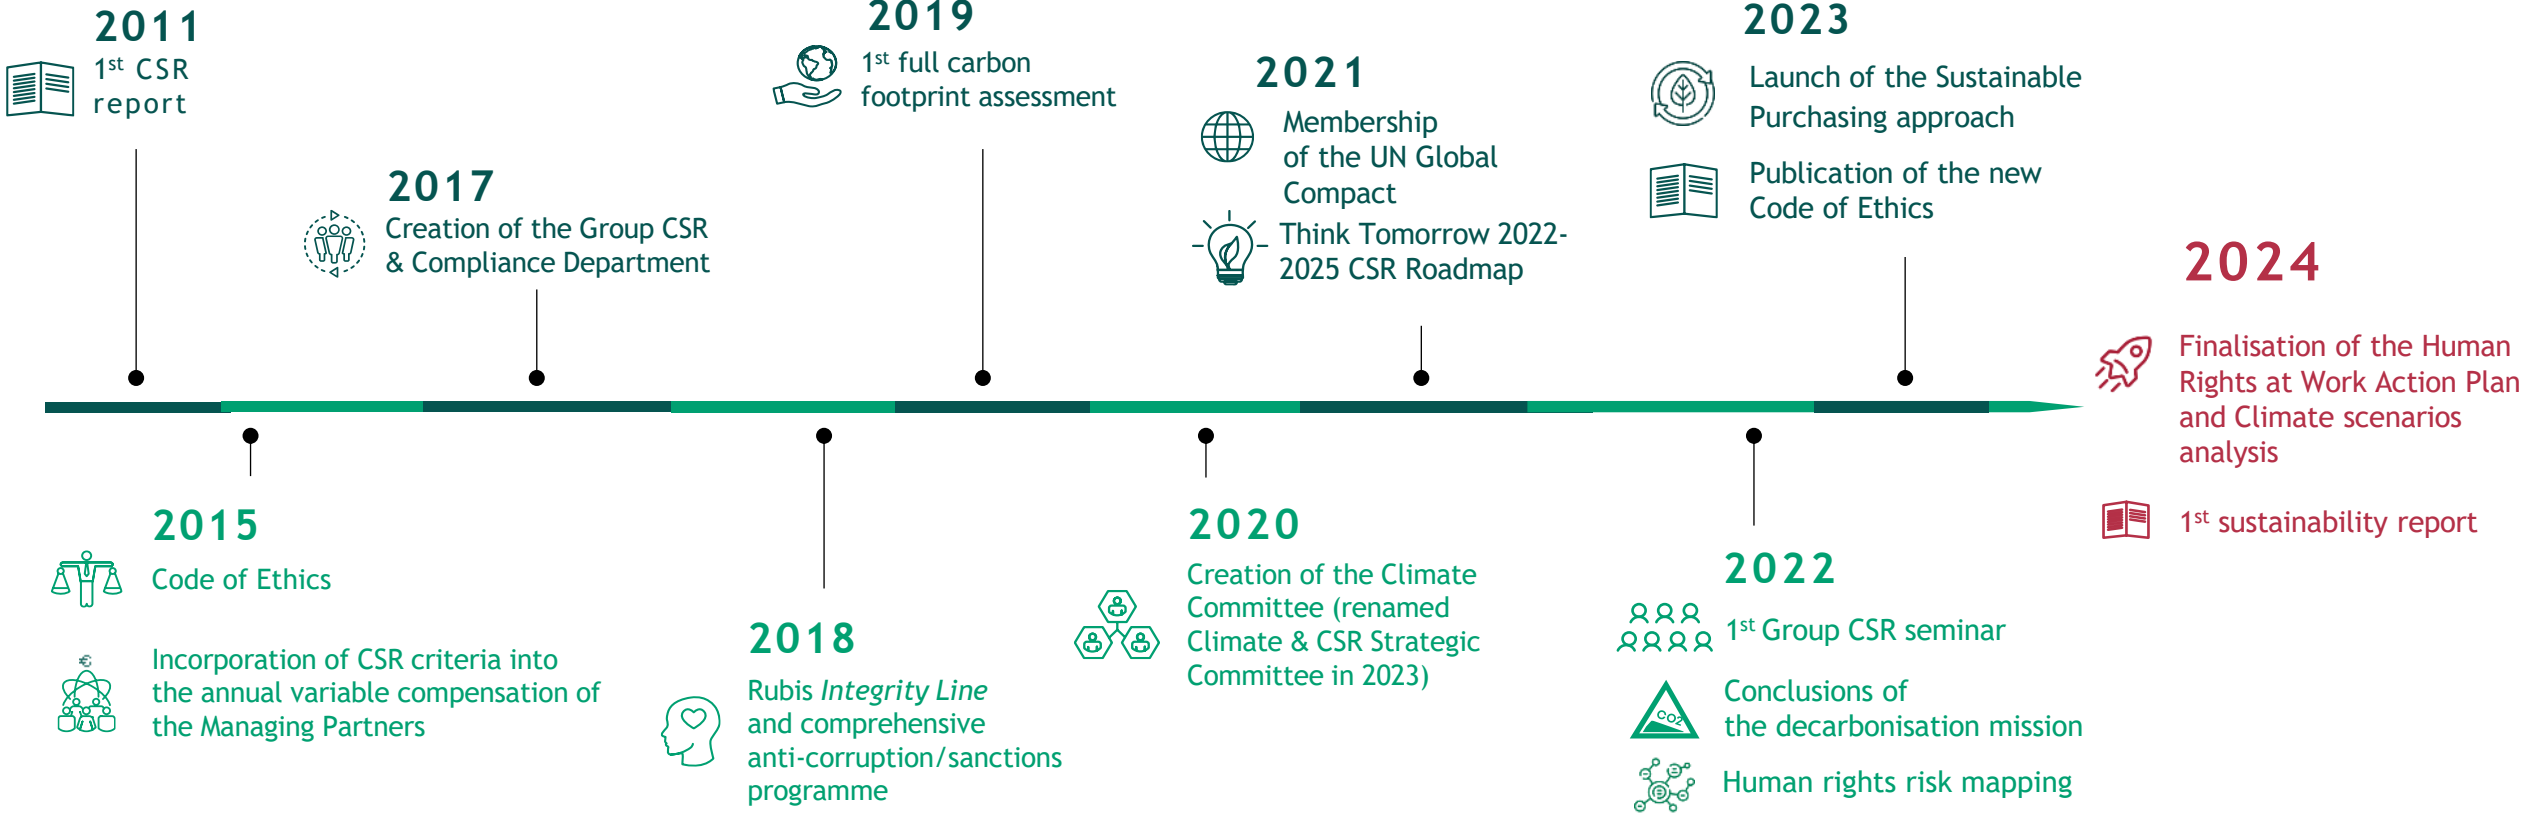 2011
1st CSR
report
2017
Creation of the Group CSR
& Compliance Department
2019
1st full carbon
footprint assessment
2021
Membership
of the UN Global
Compact
Think Tomorrow 2022-
2025 CSR Roadmap
2023
Launch of the Sustainable
Purchasing approach
Publication of the new
Code of Ethics
2024
Finalisation of the Human
Rights at Work Action Plan
and Climate scenarios
analysis
1st sustainability report
2015
Code of Ethics
€
Incorporation of CSR criteria into
the annual variable compensation of
the Managing Partners
2018
Rubis Integrity Line
and comprehensive
anti-corruption/sanctions
programme
2020
Creation of the Climate
Committee (renamed
Climate & CSR Strategic
Committee in 2023)
2022
1st Group CSR seminar
CO2
Conclusions of
the decarbonisation mission
Human rights risk mapping